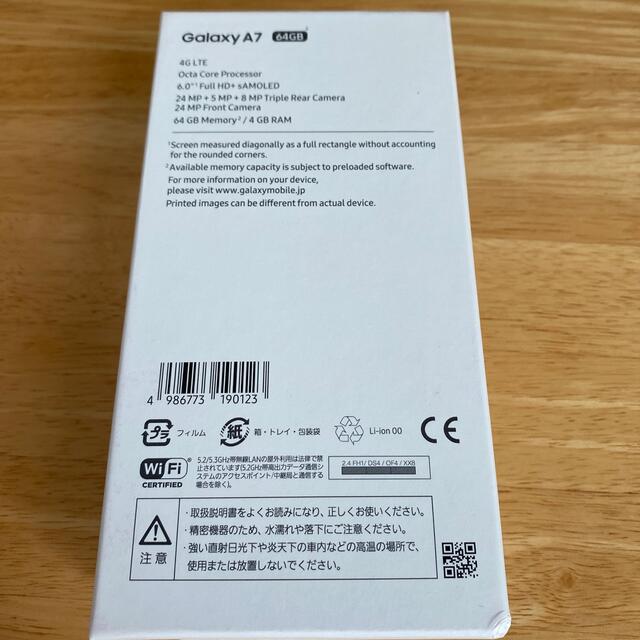 Galaxy A7 64GB
4G LTE
Octa Core Processor
6.0"¹ Full HD+ sAMOLED
24 MP + 5 MP + 8 MP Triple Rear Camera
24 MP Front Camera
64 GB Memory² / 4 GB RAM
¹Screen measured diagonally as a full rectangle without accounting
for the rounded corners.
²Available memory capacity is subject to preloaded software.
For more information on your device,
please visit www.galaxymobile.jp
Printed images can be different from actual device.
4 986773 190123
プラ フィルム 紙 箱・トレイ・包装袋 Li-ion 00 CE
Wi Fi CERTIFIED
5.2/5.3GHz帯無線LANの屋外利用は法律で禁
止されています(5.2GHz帯高出力データ通信シ
ステムのアクセスポイント/中継局と通信する
場合を除く)。
2.4 FH1/ DS4 / OF4 / XX8
注意
・取扱説明書をよくお読みになり、正しくお使いください。
・精密機器のため、水濡れや落下にご注意ください。
・強い直射日光下や炎天下の車内などの高温の場所で、
使用または放置しないでください。